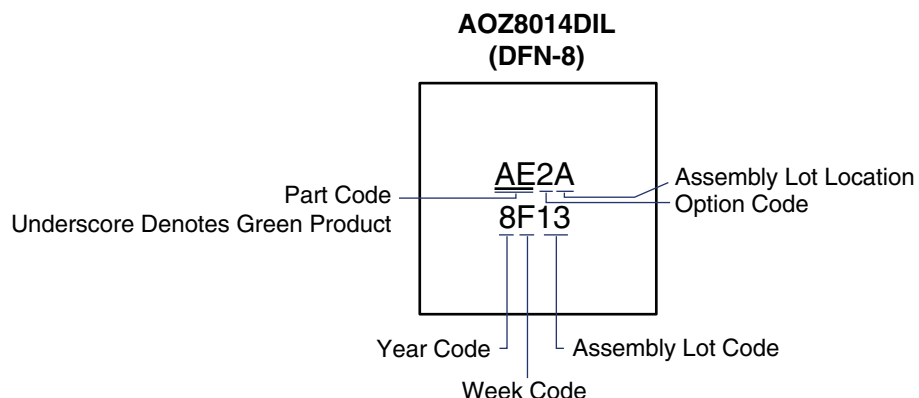 AOZ8014DIL
(DFN-8)
AE2A
8F13
Part Code
Underscore Denotes Green Product
Assembly Lot Location
Option Code
Year Code
Assembly Lot Code
Week Code